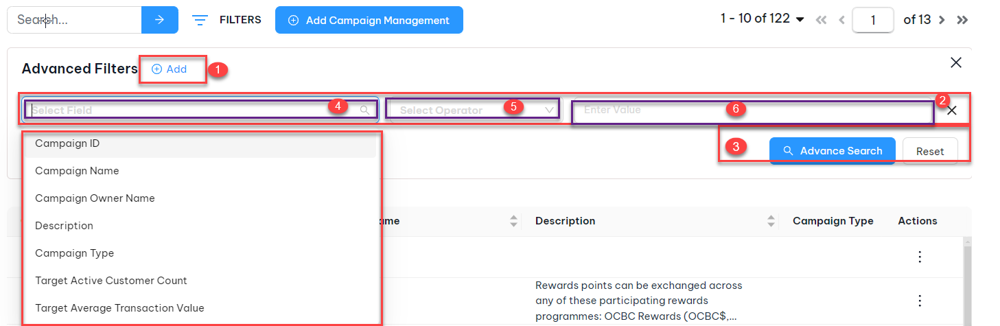 Search...
FILTERS
Add Campaign Management
1 - 10 of 122
1
of 13
Advanced Filters
Add
1
Select Field
4
Select Operator
5
Enter Value
6
2
3
Advance Search
Reset
Campaign ID
Campaign Name
Campaign Owner Name
Description
Campaign Type
Target Active Customer Count
Target Average Transaction Value
ame
Description
Campaign Type
Actions
Rewards points can be exchanged across
any of these participating rewards
programmes: OCBC Rewards (OCBC$,...